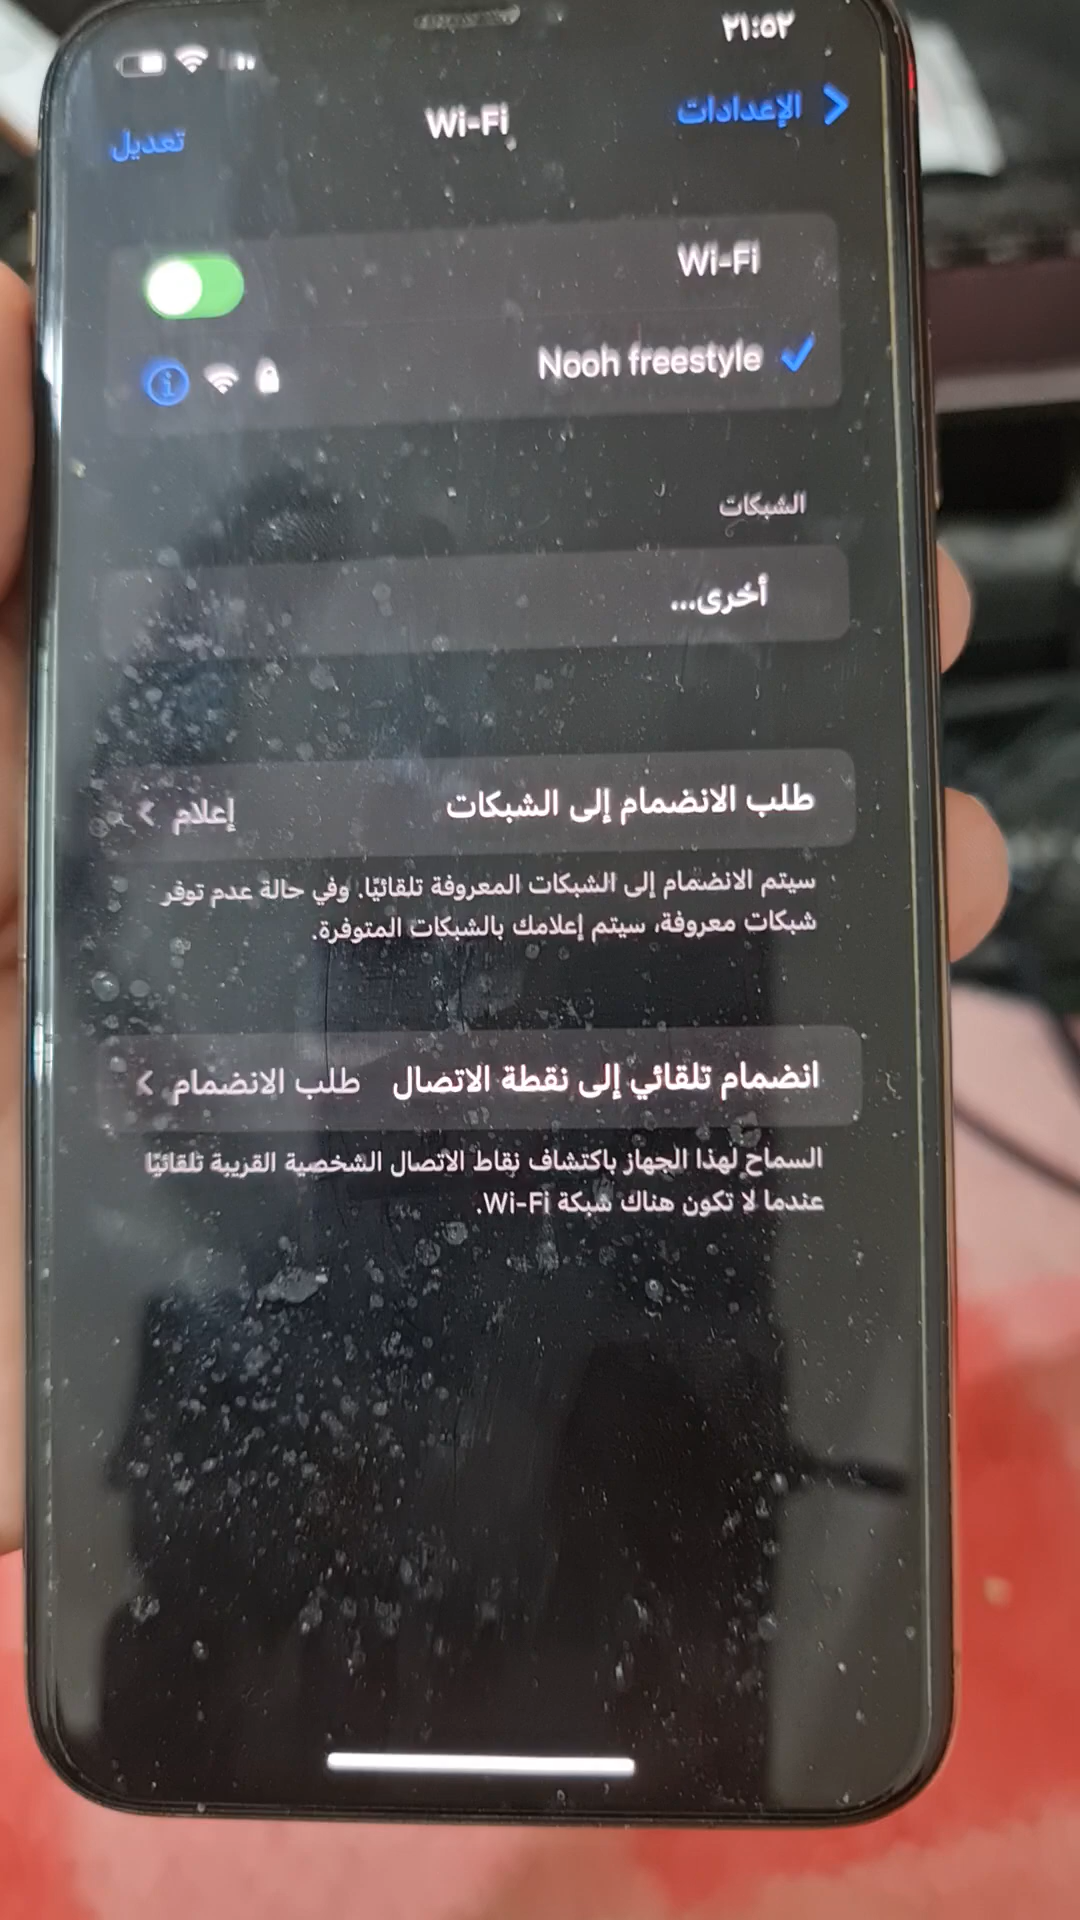 ٢١:٥٢
الإعدادات
Wi-Fi
تعديل
Wi-Fi
Nooh freestyle
الشبكات
أخرى...
طلب الانضمام إلى الشبكات
إعلام
سيتم الانضمام إلى الشبكات المعروفة تلقائيًا. وفي حالة عدم توفر
شبكات معروفة، سيتم إعلامك بالشبكات المتوفرة.
انضمام تلقائي إلى نقطة الاتصال
طلب الانضمام
السماح لهذا الجهاز باكتشاف نقاط الاتصال الشخصية القريبة تلقائيًا
عندما لا تكون هناك شبكة Wi-Fi.